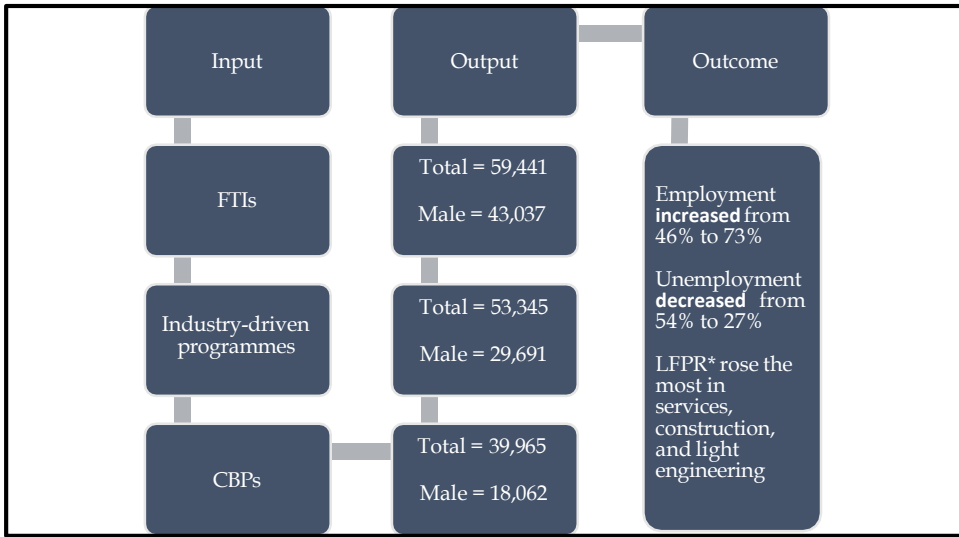 Input
FTIs
Industry-driven
programmes
CBPs
Output
Total = 59,441
Male = 43,037
Total = 53,345
Male = 29,691
Total = 39,965
Male = 18,062
Outcome
Employment
increased from
46% to 73%
Unemployment
decreased from
54% to 27%
LFPR* rose the
most in
services,
construction,
and light
engineering